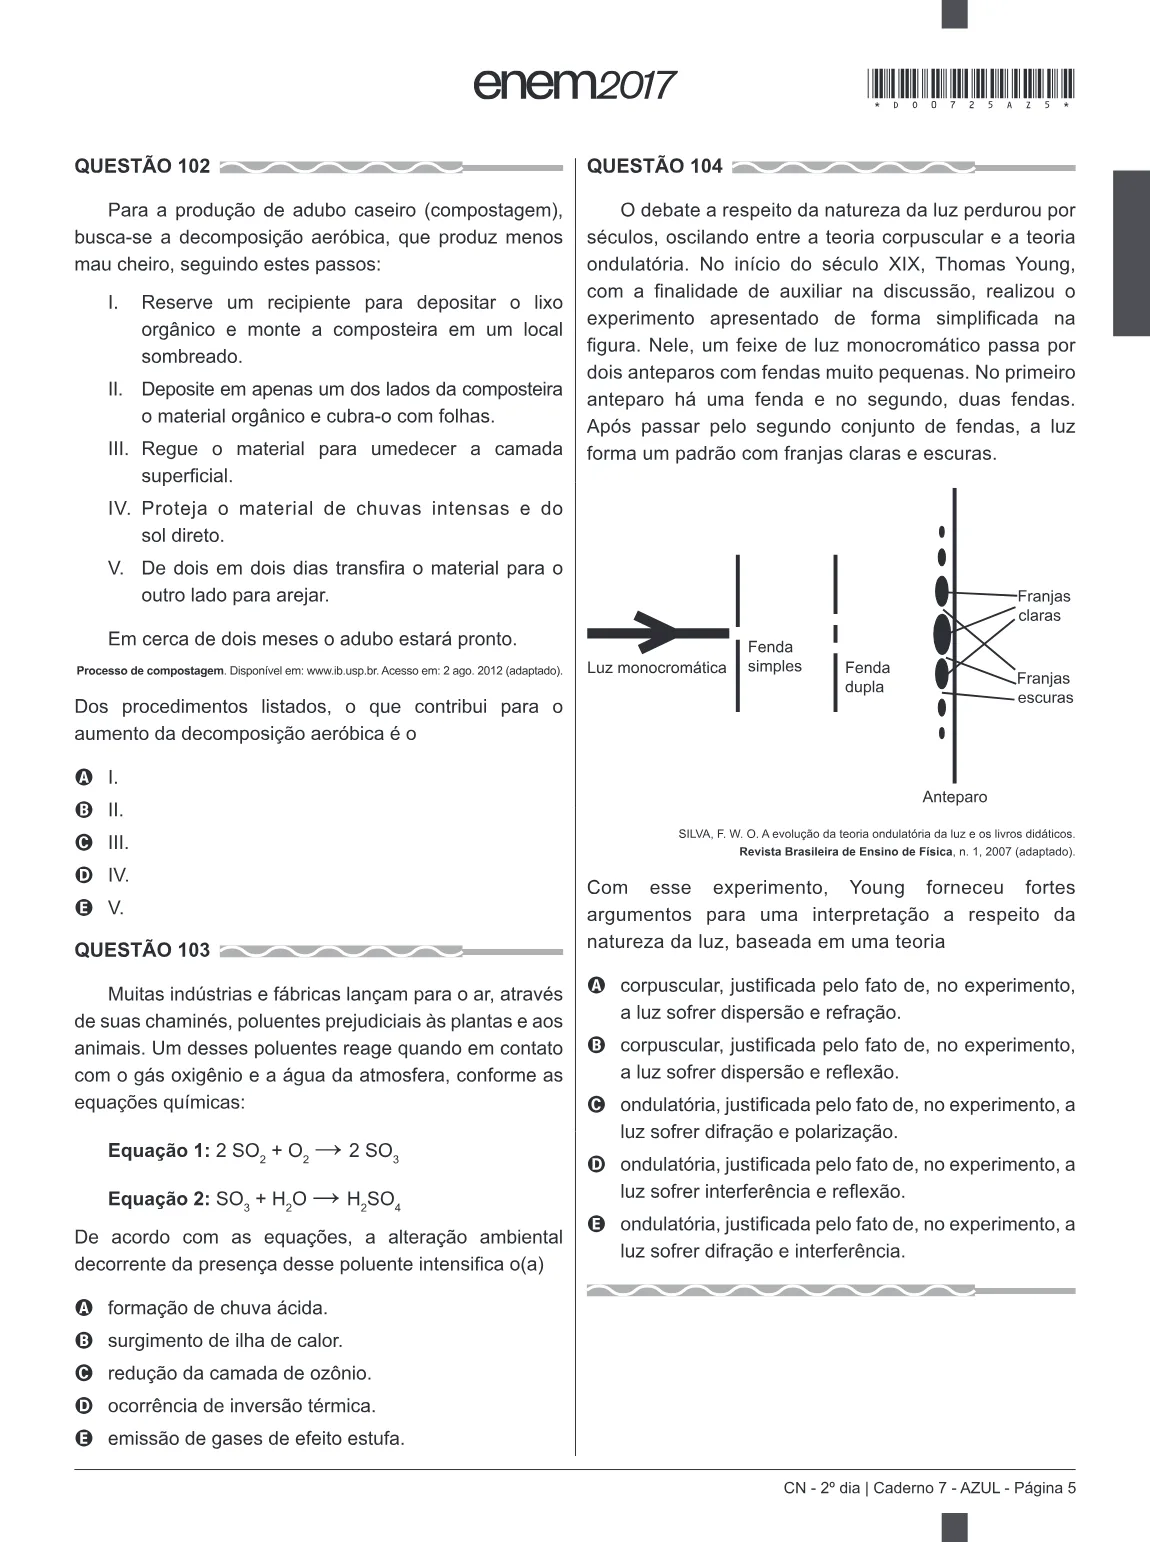 enem2017
*D00725AZ5*
QUESTÃO 102
Para a produção de adubo caseiro (compostagem),
busca-se a decomposição aeróbica, que produz menos
mau cheiro, seguindo estes passos:
I. Reserve um recipiente para depositar o lixo
orgânico e monte a composteira em um local
sombreado.
II. Deposite em apenas um dos lados da composteira
o material orgânico e cubra-o com folhas.
III. Regue o material para umedecer a camada
superficial.
IV. Proteja o material de chuvas intensas e do
sol direto.
V. De dois em dois dias transfira o material para o
outro lado para arejar.
Em cerca de dois meses o adubo estará pronto.
Processo de compostagem. Disponível em: www.ib.usp.br. Acesso em: 2 ago. 2012 (adaptado).
Dos procedimentos listados, o que contribui para o
aumento da decomposição aeróbica é o
A I.
B II.
C III.
D IV.
E V.
QUESTÃO 103
Muitas indústrias e fábricas lançam para o ar, através
de suas chaminés, poluentes prejudiciais às plantas e aos
animais. Um desses poluentes reage quando em contato
com o gás oxigênio e a água da atmosfera, conforme as
equações químicas:
Equação 1: 2 SO₂ + O₂ → 2 SO₃
Equação 2: SO₃ + H₂O → H₂SO₄
De acordo com as equações, a alteração ambiental
decorrente da presença desse poluente intensifica o(a)
A formação de chuva ácida.
B surgimento de ilha de calor.
C redução da camada de ozônio.
D ocorrência de inversão térmica.
E emissão de gases de efeito estufa.
QUESTÃO 104
O debate a respeito da natureza da luz perdurou por
séculos, oscilando entre a teoria corpuscular e a teoria
ondulatória. No início do século XIX, Thomas Young,
com a finalidade de auxiliar na discussão, realizou o
experimento apresentado de forma simplificada na
figura. Nele, um feixe de luz monocromático passa por
dois anteparos com fendas muito pequenas. No primeiro
anteparo há uma fenda e no segundo, duas fendas.
Após passar pelo segundo conjunto de fendas, a luz
forma um padrão com franjas claras e escuras.
Luz monocromática
Fenda
simples
Fenda
dupla
Franjas
claras
Franjas
escuras
Anteparo
SILVA, F. W. O. A evolução da teoria ondulatória da luz e os livros didáticos.
Revista Brasileira de Ensino de Física, n. 1, 2007 (adaptado).
Com esse experimento, Young forneceu fortes
argumentos para uma interpretação a respeito da
natureza da luz, baseada em uma teoria
A corpuscular, justificada pelo fato de, no experimento,
a luz sofrer dispersão e refração.
B corpuscular, justificada pelo fato de, no experimento,
a luz sofrer dispersão e reflexão.
C ondulatória, justificada pelo fato de, no experimento, a
luz sofrer difração e polarização.
D ondulatória, justificada pelo fato de, no experimento, a
luz sofrer interferência e reflexão.
E ondulatória, justificada pelo fato de, no experimento, a
luz sofrer difração e interferência.
CN - 2º dia | Caderno 7 - AZUL - Página 5